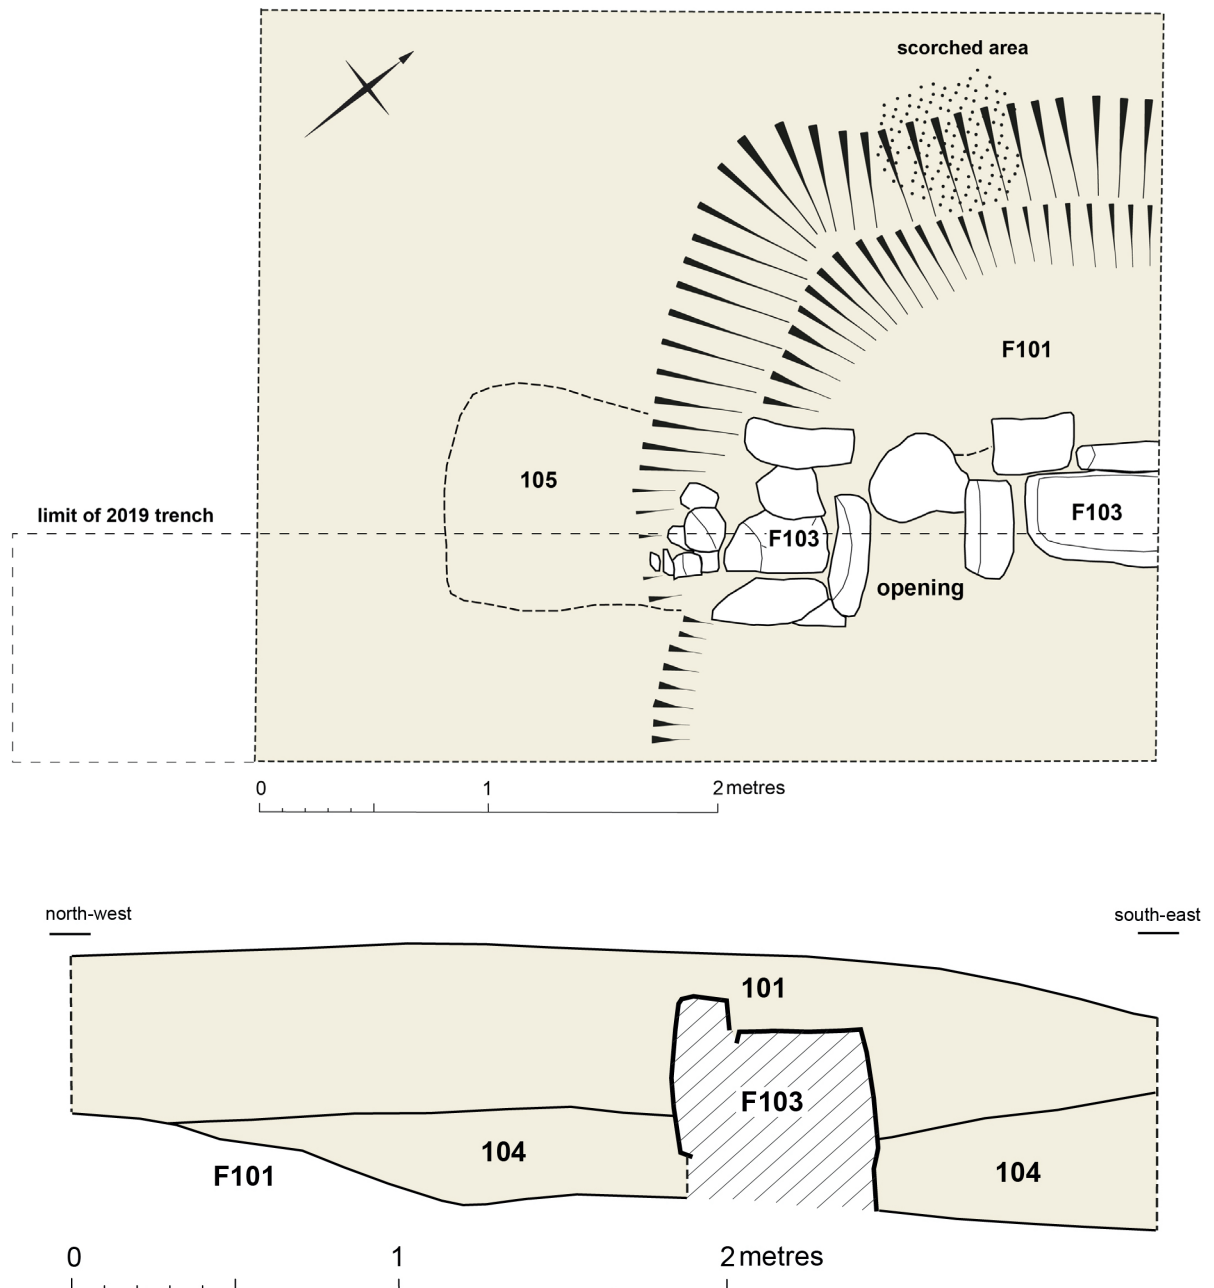 scorched area
F101
105
limit of 2019 trench
F103
F103
opening
0 1 2 metres
north-west south-east
101
F103
104
F101
104
0 1 2 metres